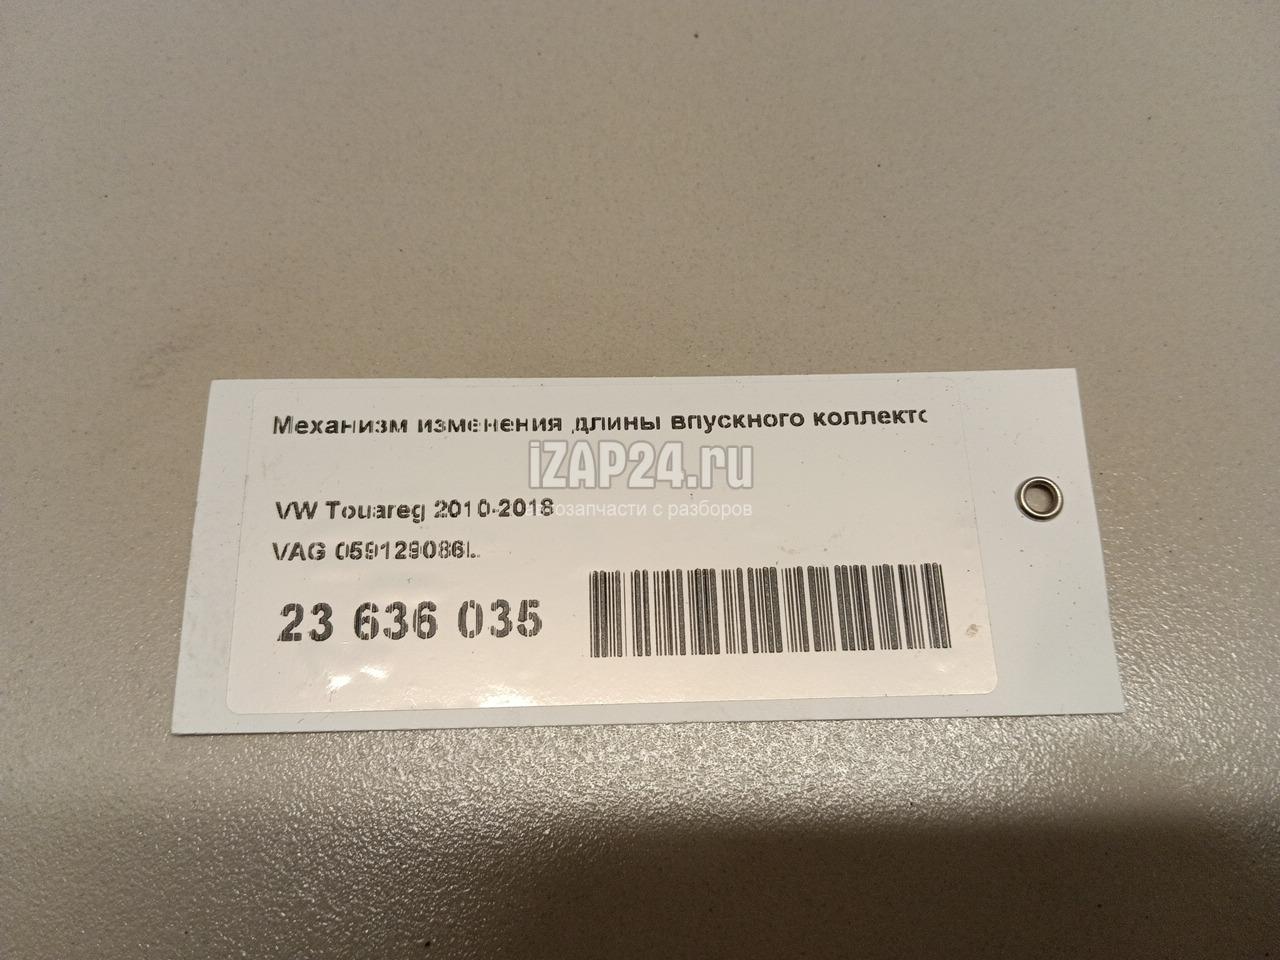 Механизм изменения длины впускного коллекто
iZAP24.ru
автозапчасти с разборов
VW Touareg 2010-2018
VAG 059129086L
23 636 035